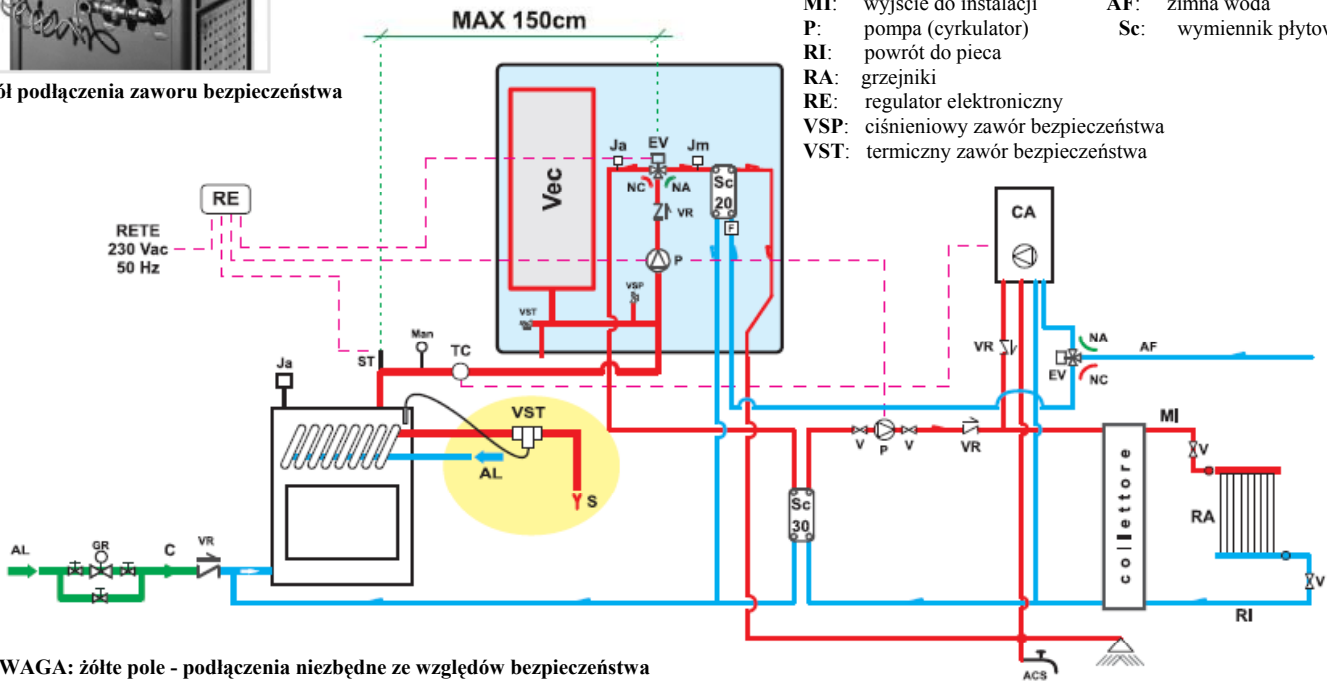 MAX 150cm
MI: wyjście do instalacji AF: zimna woda
P: pompa (cyrkulator) Sc:
RI: powrót do pieca
RA: grzejniki
RE: regulator elektroniczny
VSP: ciśnieniowy zawór bezpieczeństwa
VST: termiczny zawór bezpieczeństwa
podłączenia zaworu bezpieczeństwa
Vec
Ja EV Jm
NC NA
Sc
20
F
VR
P
VSP
VST
RE
RETE
230 Vac
50 Hz
CA
VR
NA
AF
EV
NC
Ja
ST
Man
TC
VST
AL
S
V P V VR
MI
V
RA
V
RI
collettore
Sc
30
AL GR C VR
ACS
żółte pole - podłączenia niezbędne ze względów bezpieczeństwa